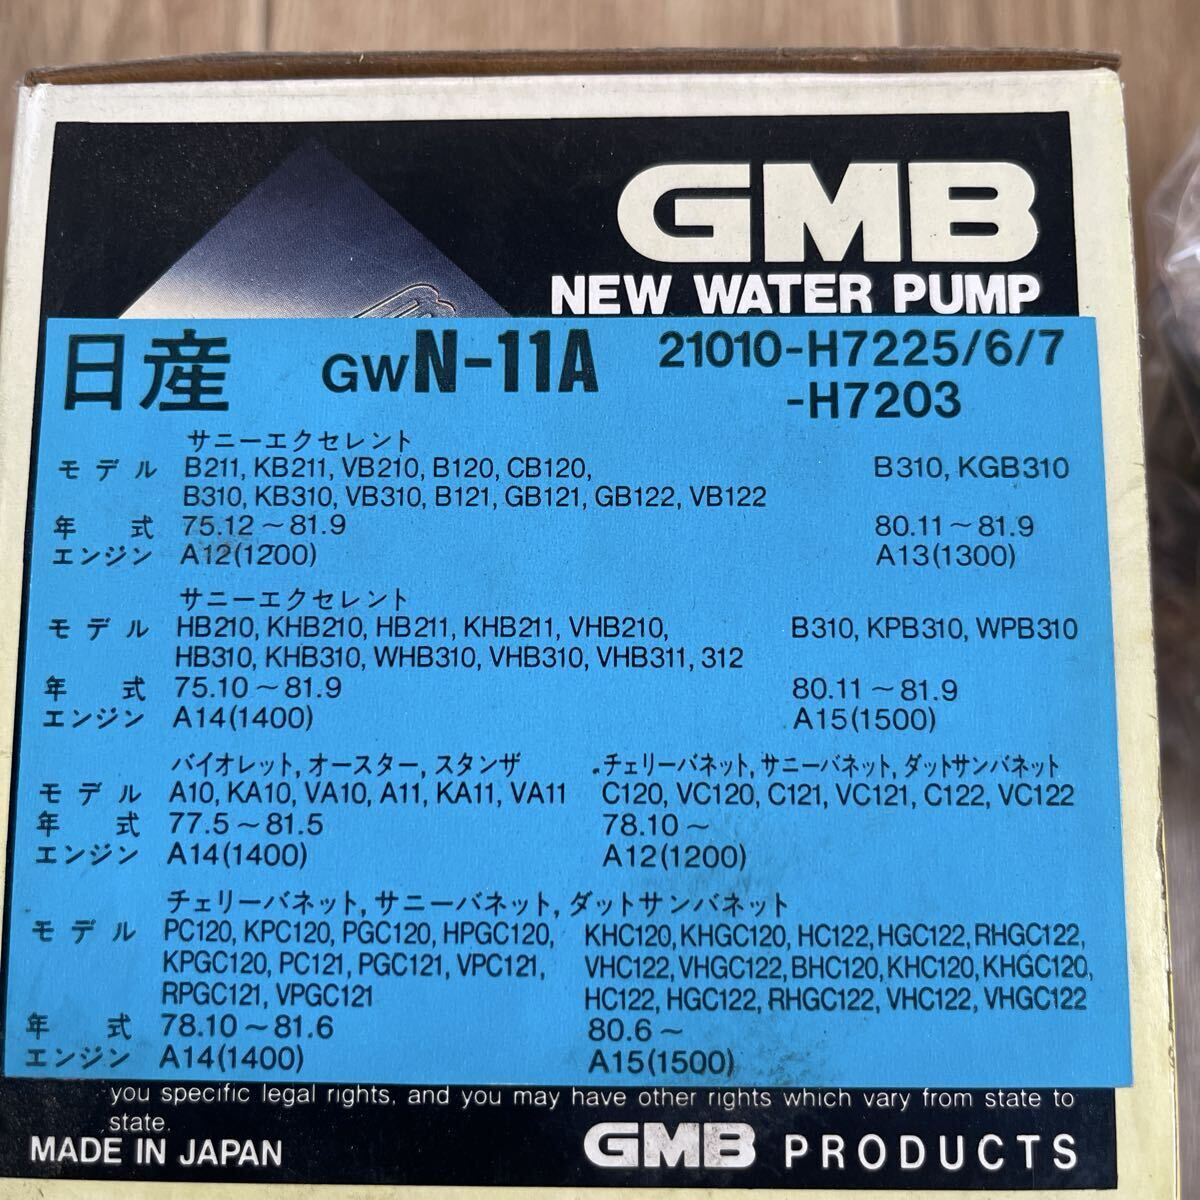 GMB
NEW WATER PUMP
日産 GWN-11A 21010-H7225/6/7
-H7203
サニーエクセレント
モデル B211, KB211, VB210, B120, CB120, B310, KGB310
B310, KB310, VB310, B121, GB121, GB122, VB122
年式 75.12～81.9 80.11～81.9
エンジン A12(1200) A13(1300)
サニーエクセレント
モデル HB210, KHB210, HB211, KHB211, VHB210, B310, KPB310, WPB310
HB310, KHB310, WHB310, VHB310, VHB311, 312
年式 75.10～81.9 80.11～81.9
エンジン A14(1400) A15(1500)
バイオレット, オースター, スタンザ チェリーバネット, サニーバネット, ダットサンバネット
モデル A10, KA10, VA10, A11, KA11, VA11 C120, VC120, C121, VC121, C122, VC122
年式 77.5～81.5 78.10～
エンジン A14(1400) A12(1200)
チェリーバネット, サニーバネット, ダットサンバネット
モデル PC120, KPC120, PGC120, HPGC120, KHC120, KHGC120, HC122, HGC122, RHGC122,
KPGC120, PC121, PGC121, VPC121, VHC122, VHGC122, BHC120, KHC120, KHGC120,
RPGC121, VPGC121 HC122, HGC122, RHGC122, VHC122, VHGC122
年式 78.10～81.6 80.6～
エンジン A14(1400) A15(1500)
you specific legal rights, and you may have other rights which vary from state to
state.
MADE IN JAPAN GMB PRODUCTS